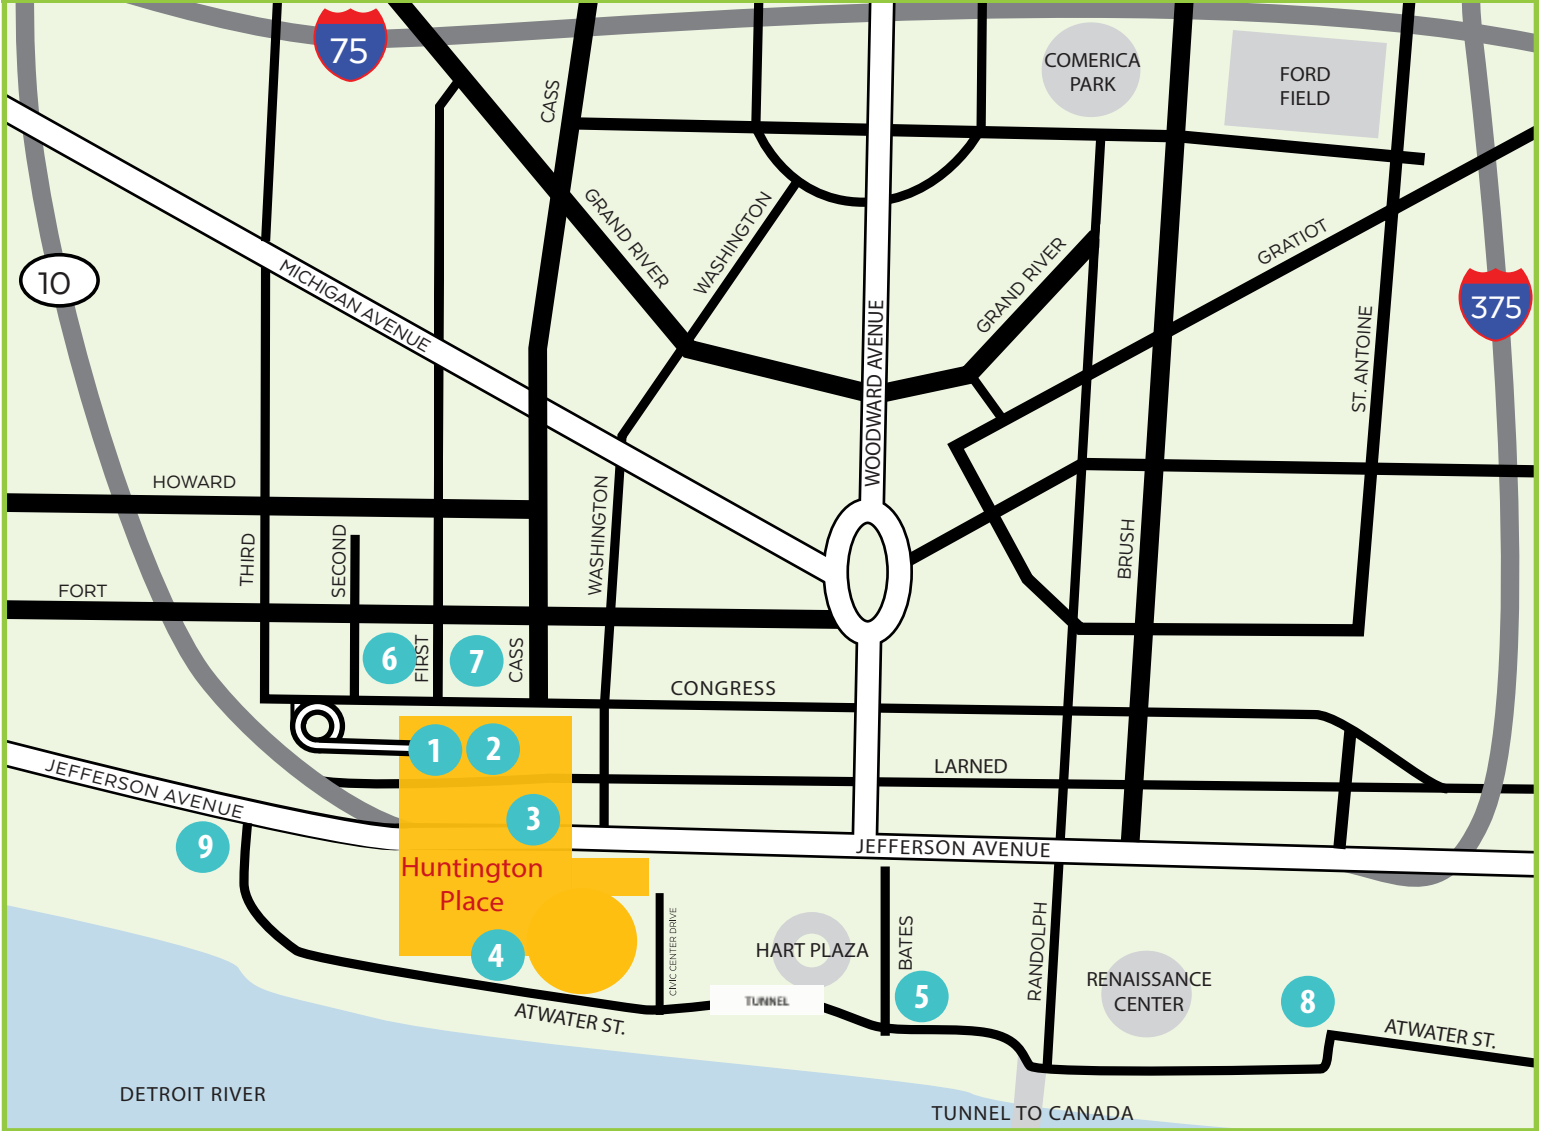 75
CASS
COMERICA
PARK
FORD
FIELD
GRAND RIVER
WASHINGTON
GRAND RIVER
GRATIOT
10
MICHIGAN AVENUE
WOODWARD AVENUE
ST. ANTOINE
375
HOWARD
THIRD
SECOND
WASHINGTON
BRUSH
FORT
6
FIRST
7
CASS
CONGRESS
1
2
LARNED
JEFFERSON AVENUE
3
9
JEFFERSON AVENUE
Huntington
Place
4
CIVIC CENTER DRIVE
HART PLAZA
BATES
5
RANDOLPH
RENAISSANCE
CENTER
8
TUNNEL
ATWATER ST.
ATWATER ST.
DETROIT RIVER
TUNNEL TO CANADA